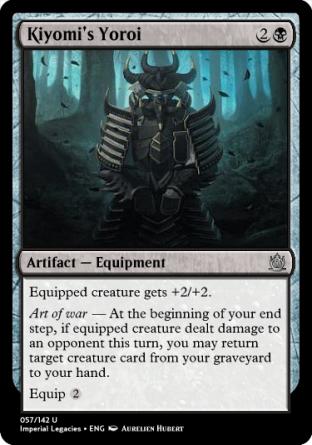 Kiyomi's Yoroi 2
Artifact — Equipment
Equipped creature gets +2/+2.
Art of war — At the beginning of your end
step, if equipped creature dealt damage to
an opponent this turn, you may return
target creature card from your graveyard
to your hand.
Equip 2
057/142 U
Imperial Legacies • ENG Aurelien Hubert